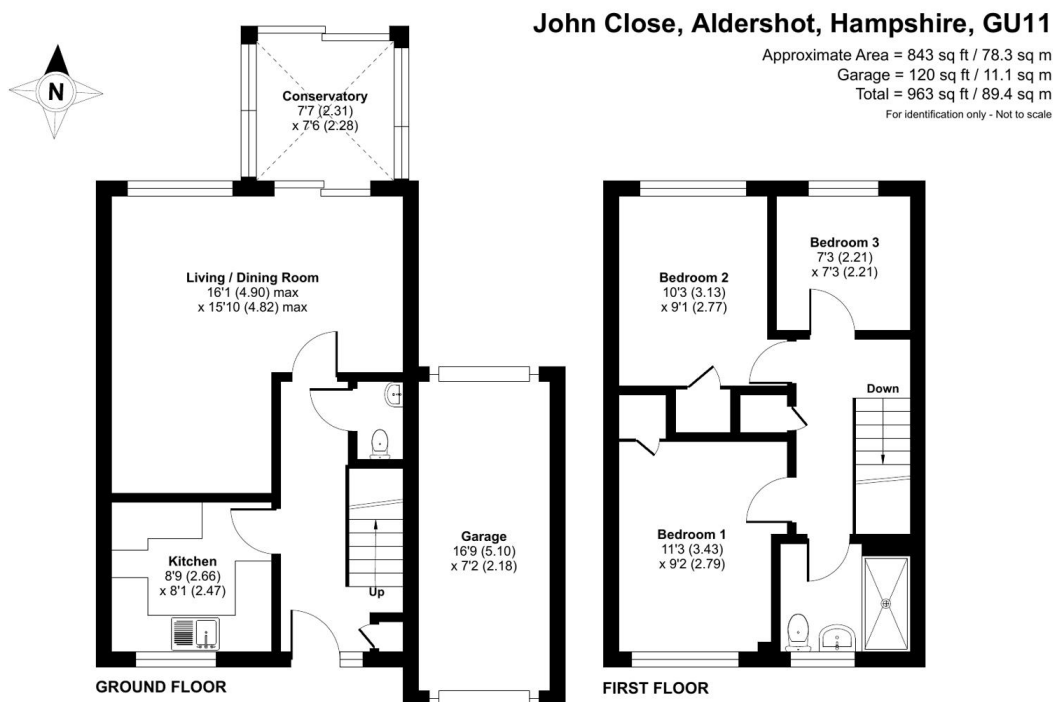 John Close, Aldershot, Hampshire, GU11
Approximate Area = 843 sq ft / 78.3 sq m
Garage = 120 sq ft / 11.1 sq m
Total = 963 sq ft / 89.4 sq m
For identification only - Not to scale
N
Conservatory
7'7 (2.31)
x 7'6 (2.28)
Living / Dining Room
16'1 (4.90) max
x 15'10 (4.82) max
Kitchen
8'9 (2.66)
x 8'1 (2.47)
Up
Garage
16'9 (5.10)
x 7'2 (2.18)
GROUND FLOOR
Bedroom 2
10'3 (3.13)
x 9'1 (2.77)
Bedroom 3
7'3 (2.21)
x 7'3 (2.21)
Down
Bedroom 1
11'3 (3.43)
x 9'2 (2.79)
FIRST FLOOR